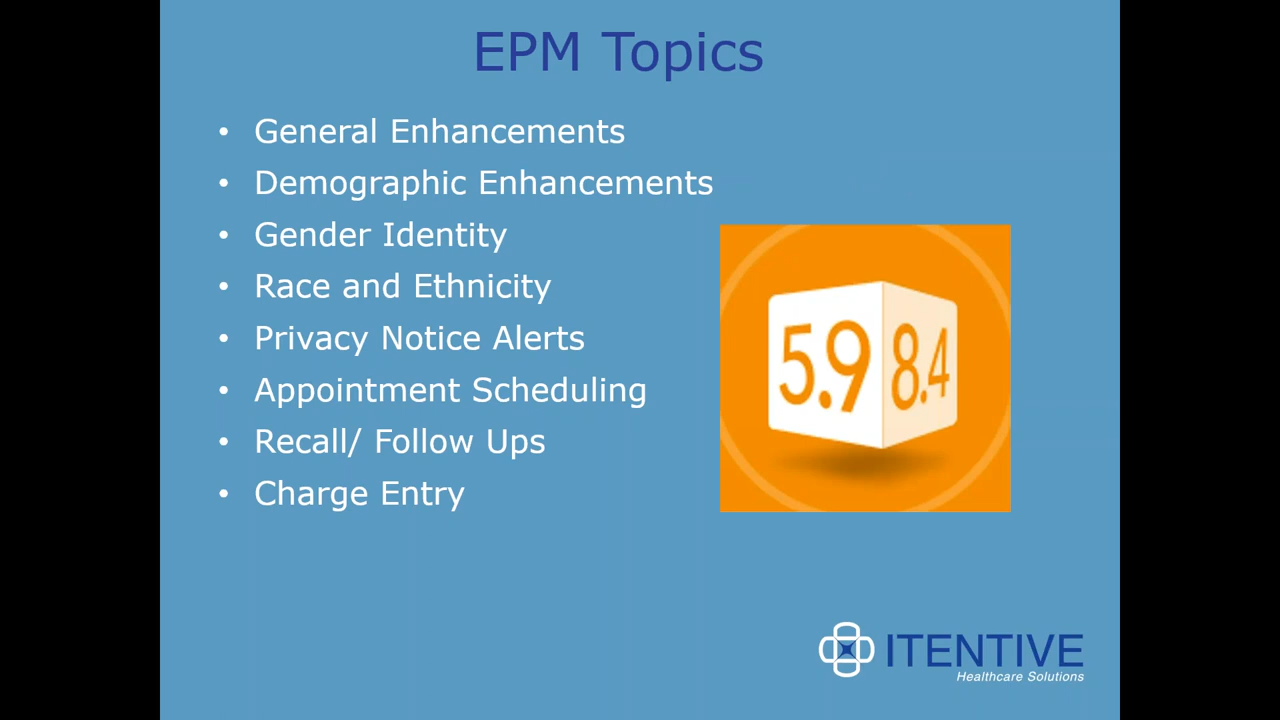 EPM Topics
• General Enhancements
• Demographic Enhancements
• Gender Identity
• Race and Ethnicity
• Privacy Notice Alerts
• Appointment Scheduling
• Recall/ Follow Ups
• Charge Entry
5.9 8.4
ITENTIVE
Healthcare Solutions